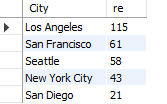 City re
Los Angeles 115
San Francisco 61
Seattle 58
New York City 43
San Diego 21